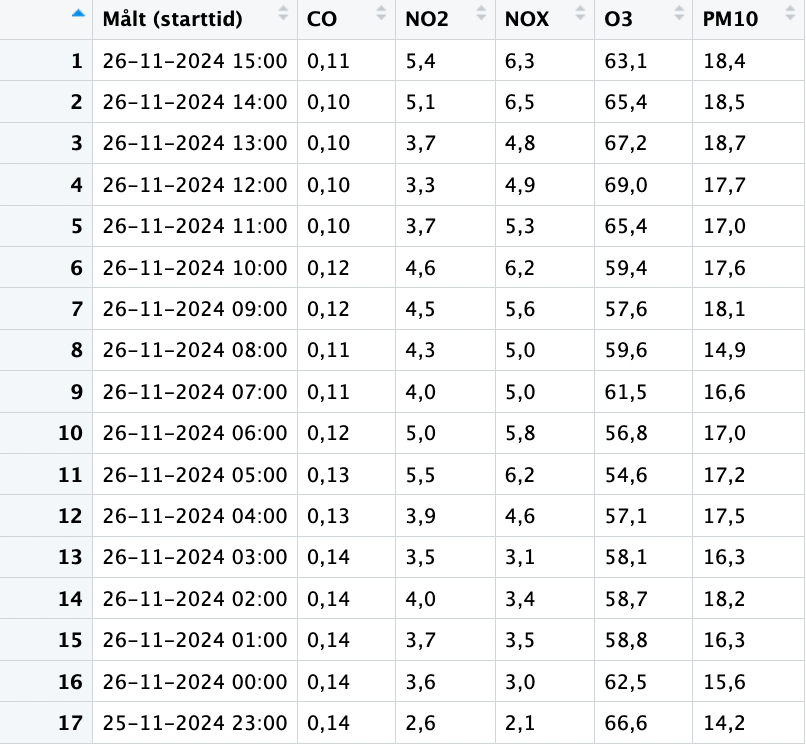 Målt (starttid) CO NO2 NOX O3 PM10
1 26-11-2024 15:00 0,11 5,4 6,3 63,1 18,4
2 26-11-2024 14:00 0,10 5,1 6,5 65,4 18,5
3 26-11-2024 13:00 0,10 3,7 4,8 67,2 18,7
4 26-11-2024 12:00 0,10 3,3 4,9 69,0 17,7
5 26-11-2024 11:00 0,10 3,7 5,3 65,4 17,0
6 26-11-2024 10:00 0,12 4,6 6,2 59,4 17,6
7 26-11-2024 09:00 0,12 4,5 5,6 57,6 18,1
8 26-11-2024 08:00 0,11 4,3 5,0 59,6 14,9
9 26-11-2024 07:00 0,11 4,0 5,0 61,5 16,6
10 26-11-2024 06:00 0,12 5,0 5,8 56,8 17,0
11 26-11-2024 05:00 0,13 5,5 6,2 54,6 17,2
12 26-11-2024 04:00 0,13 3,9 4,6 57,1 17,5
13 26-11-2024 03:00 0,14 3,5 3,1 58,1 16,3
14 26-11-2024 02:00 0,14 4,0 3,4 58,7 18,2
15 26-11-2024 01:00 0,14 3,7 3,5 58,8 16,3
16 26-11-2024 00:00 0,14 3,6 3,0 62,5 15,6
17 25-11-2024 23:00 0,14 2,6 2,1 66,6 14,2